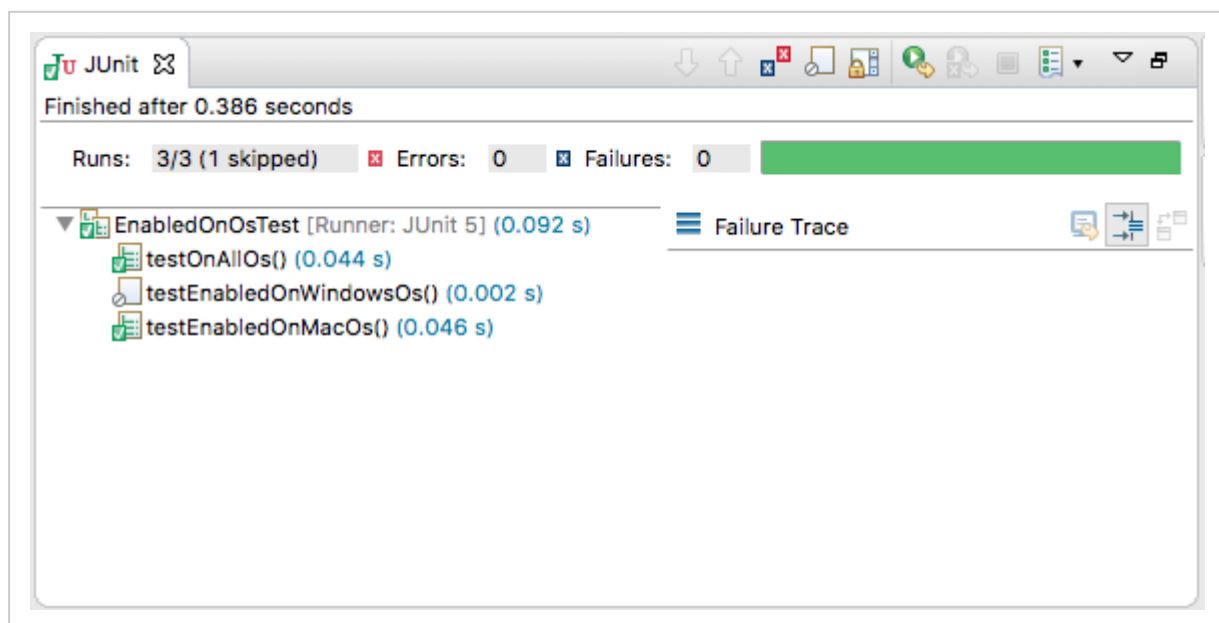 JU JUnit
Finished after 0.386 seconds
Runs: 3/3 (1 skipped) Errors: 0 Failures: 0
EnabledOnOsTest [Runner: JUnit 5] (0.092 s)
Failure Trace
testOnAllOs() (0.044 s)
testEnabledOnWindowsOs() (0.002 s)
testEnabledOnMacOs() (0.046 s)